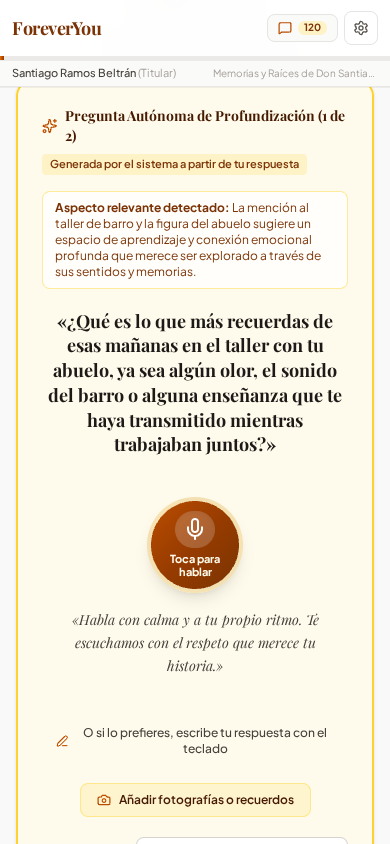 ForeverYou
120
Santiago Ramos Beltrán (Titular)
Memorias y Raíces de Don Santia...
Pregunta Autónoma de Profundización (1 de
2)
Generada por el sistema a partir de tu respuesta
Aspecto relevante detectado: La mención al
taller de barro y la figura del abuelo sugiere un
espacio de aprendizaje y conexión emocional
profunda que merece ser explorado a través de
sus sentidos y memorias.
«¿Qué es lo que más recuerdas de
esas mañanas en el taller con tu
abuelo, ya sea algún olor, el sonido
del barro o alguna enseñanza que te
haya transmitido mientras
trabajaban juntos?»
Toca para
hablar
«Habla con calma y a tu propio ritmo. Te
escuchamos con el respeto que merece tu
historia.»
O si lo prefieres, escribe tu respuesta con el
teclado
Añadir fotografías o recuerdos